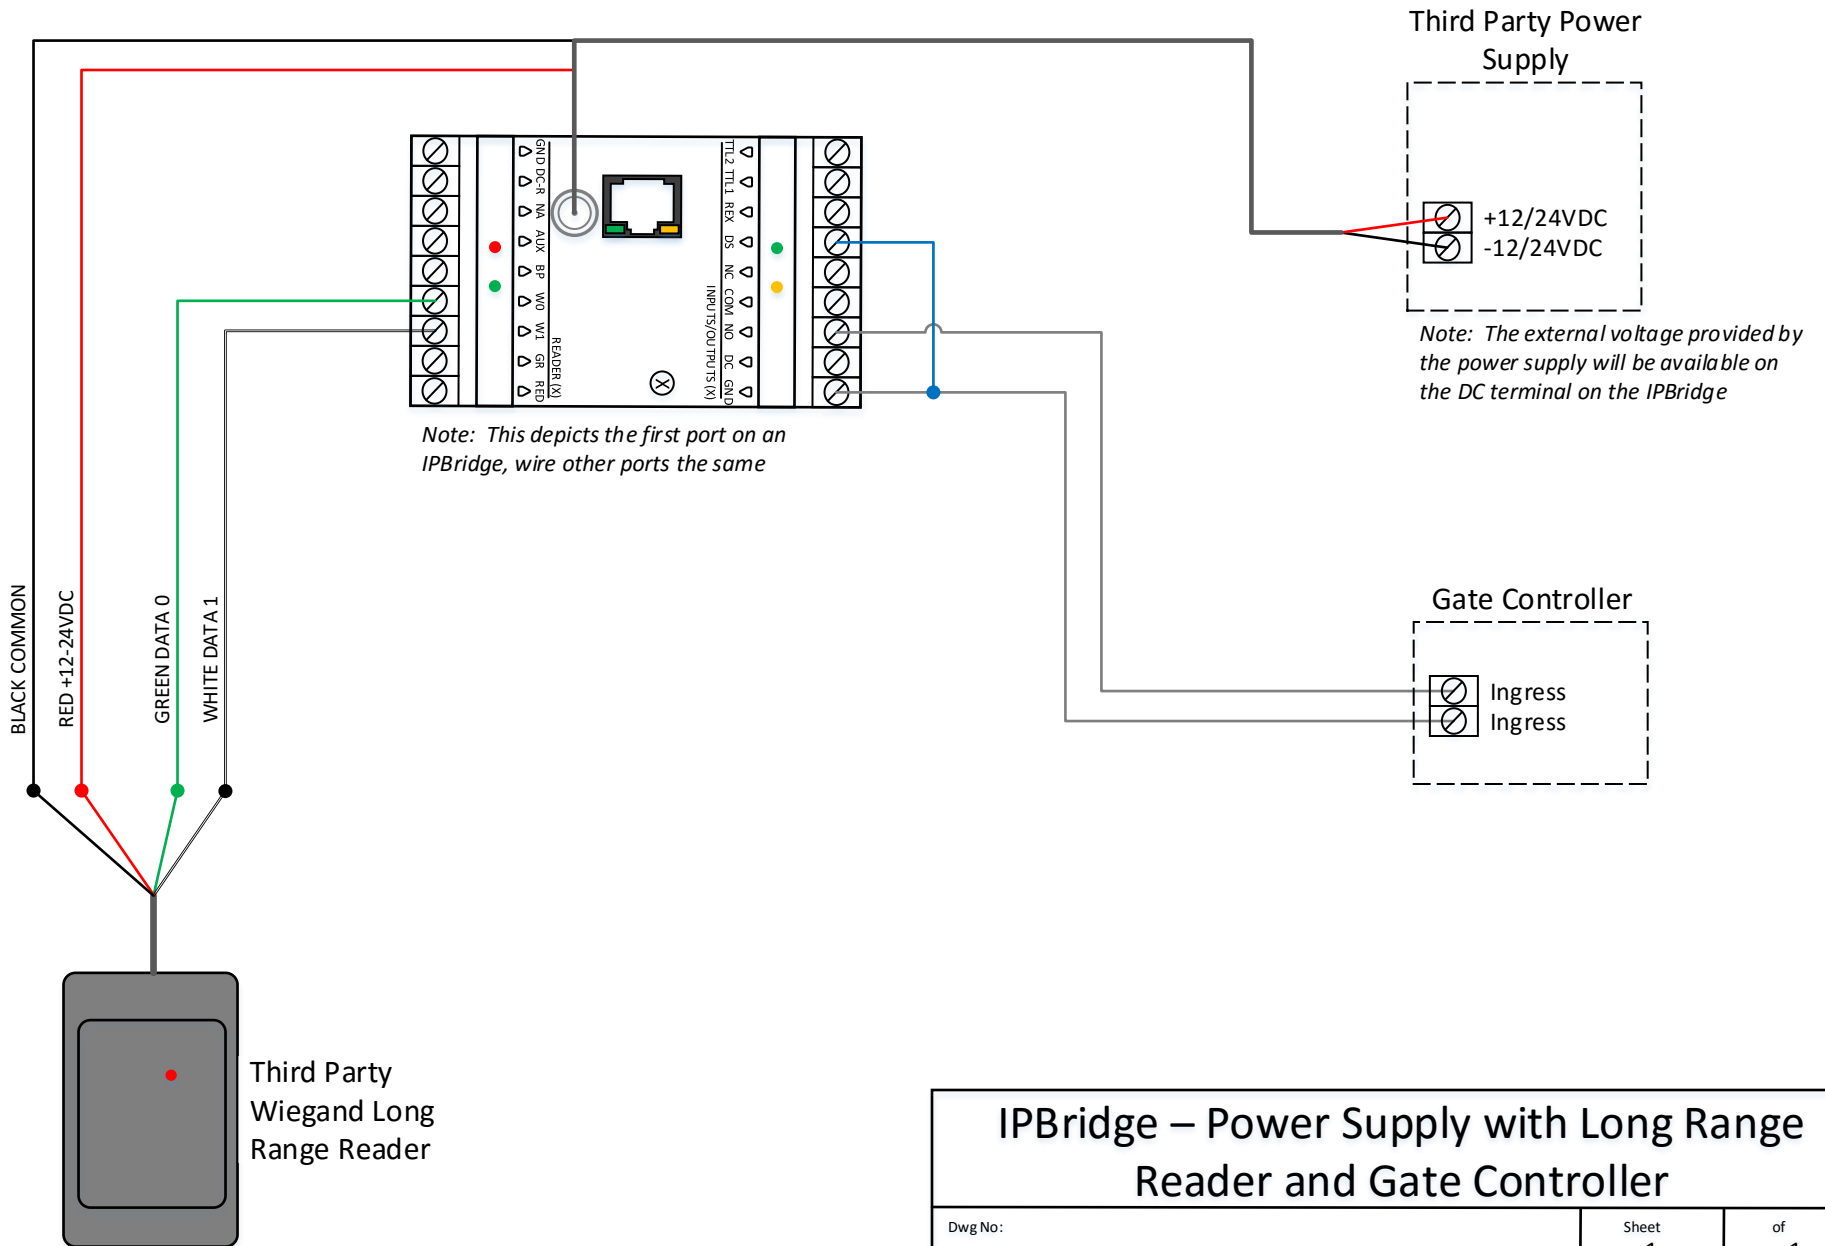 Third Party Power
Supply
+12/24VDC
-12/24VDC
Note: The external voltage provided by
the power supply will be available on
the DC terminal on the IPBridge
GND
DC-R
NA
AUX
BP
W0
W1
GR
RED
READER (X)
TTL2
TTL1
REX
DS
NC
COM
NO
DC
GND
INPUTS/OUTPUTS (X)
X
Note: This depicts the first port on an
IPBridge, wire other ports the same
BLACK COMMON
RED +12-24VDC
GREEN DATA 0
WHITE DATA 1
Gate Controller
Ingress
Ingress
Third Party
Wiegand Long
Range Reader
IPBridge – Power Supply with Long Range
Reader and Gate Controller
Dwg No:
Sheet
of